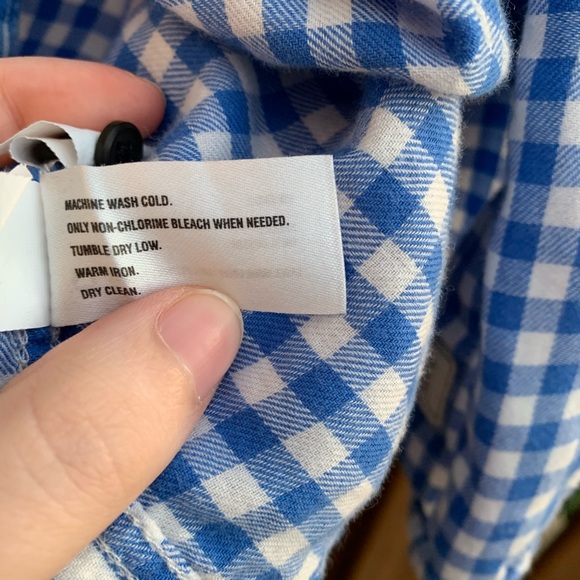 MACHINE WASH COLD.
ONLY NON-CHLORINE BLEACH WHEN NEEDED.
TUMBLE DRY LOW.
WARM IRON.
DRY CLEAN.